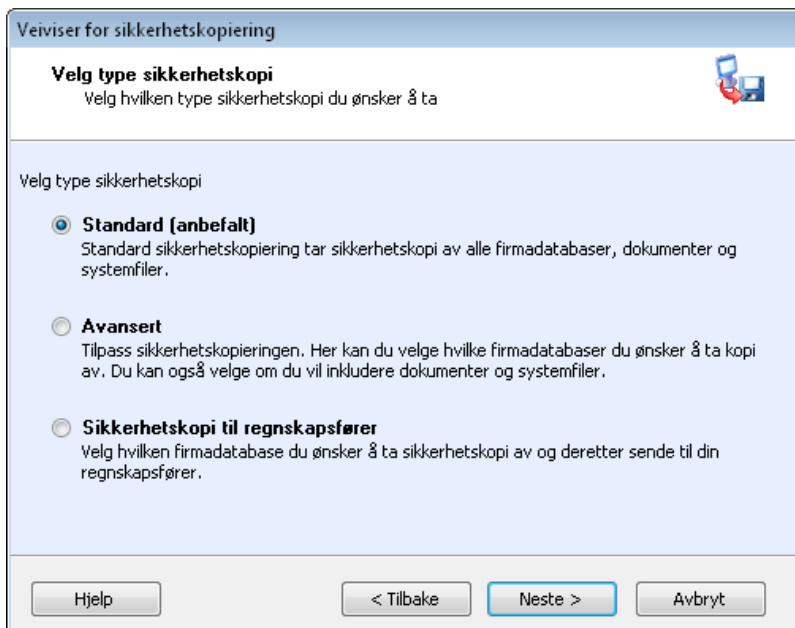 Veiviser for sikkerhetskopiering
Velg type sikkerhetskopi
Velg hvilken type sikkerhetskopi du ønsker å ta
Velg type sikkerhetskopi
Standard (anbefalt)
Standard sikkerhetskopiering tar sikkerhetskopi av alle firmadatabaser, dokumenter og
systemfiler.
Avansert
Tilpass sikkerhetskopieringen. Her kan du velge hvilke firmadatabaser du ønsker å ta kopi
av. Du kan også velge om du vil inkludere dokumenter og systemfiler.
Sikkerhetskopi til regnskapsfører
Velg hvilken firmadatabase du ønsker å ta sikkerhetskopi av og deretter sende til din
regnskapsfører.
Hjelp < Tilbake Neste > Avbryt